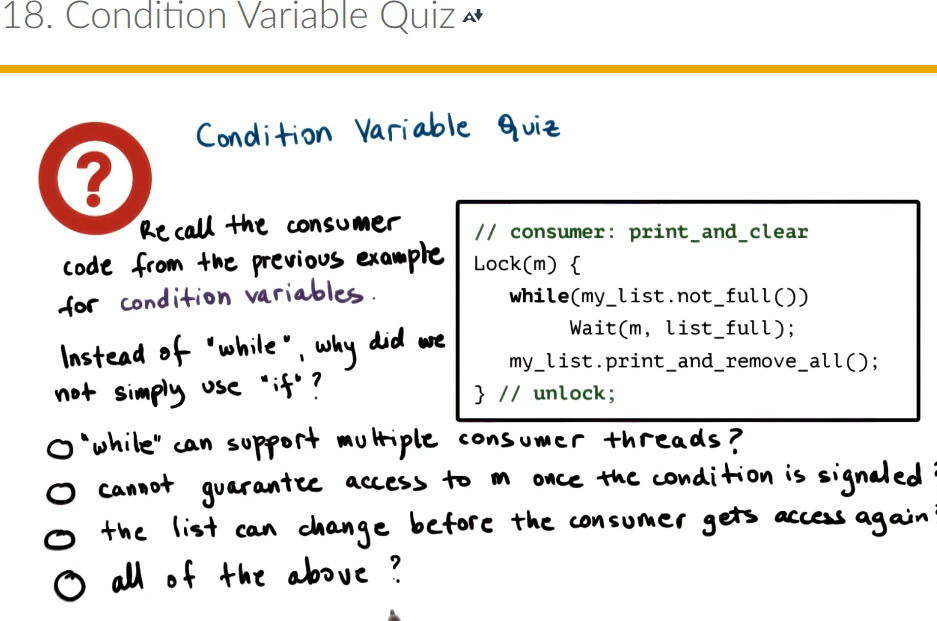 18. Condition Variable Quiz
Condition Variable Quiz
?
Recall the consumer
code from the previous example
for condition variables.
Instead of "while", why did we
not simply use "if"?
// consumer: print_and_clear
Lock(m) {
while(my_list.not_full())
Wait(m, list_full);
my_list.print_and_remove_all();
} // unlock;
"while" can support multiple consumer threads?
cannot guarantee access to m once the condition is signaled?
the list can change before the consumer gets access again?
all of the above?